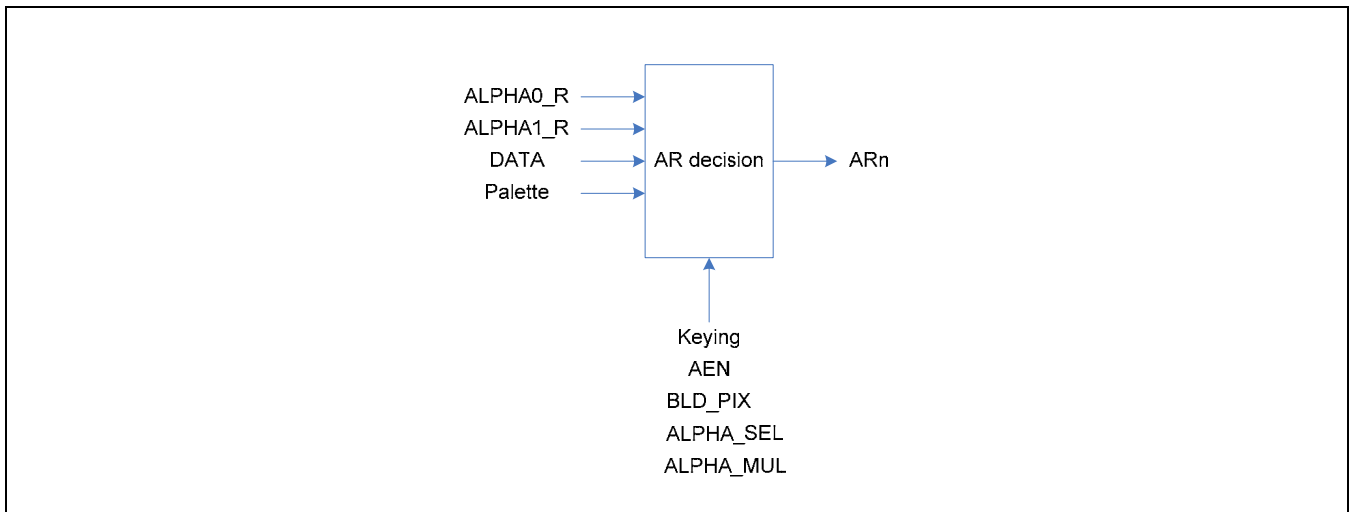 ALPHA0_R
ALPHA1_R
DATA
Palette
AR decision
ARn
Keying
AEN
BLD_PIX
ALPHA_SEL
ALPHA_MUL